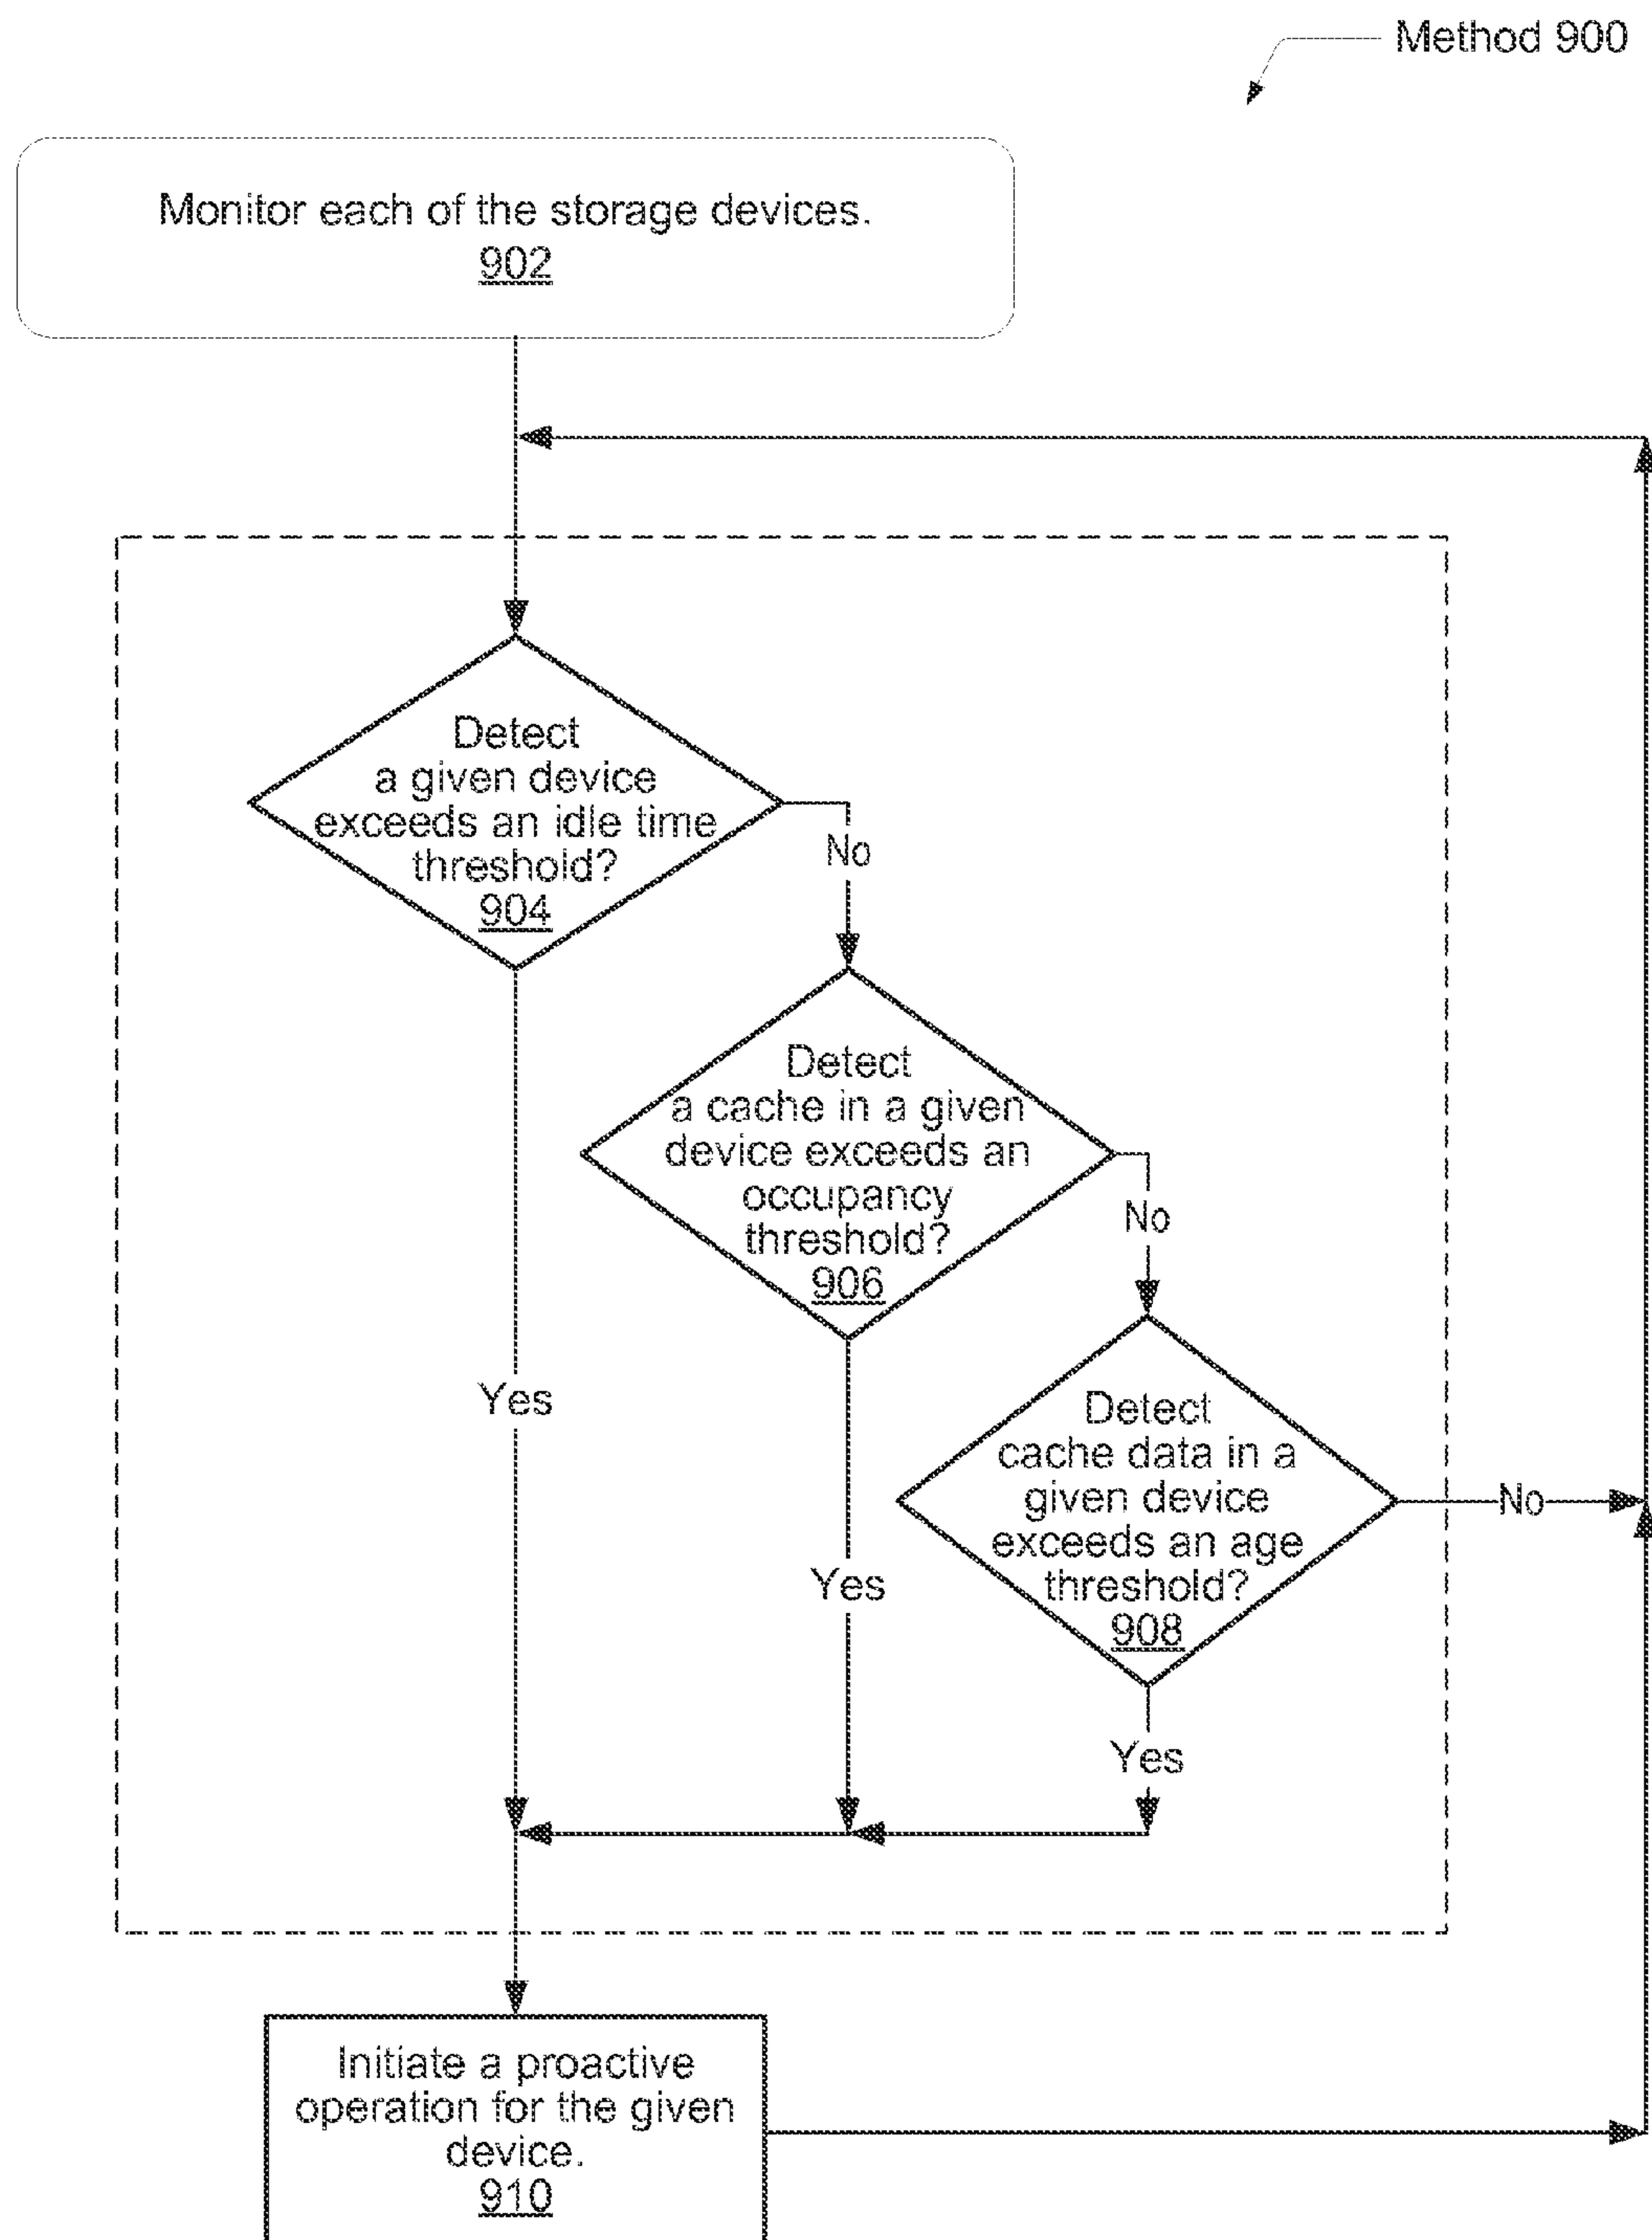 Method 900
Monitor each of the storage devices.
902
Detect
a given device
exceeds an idle time
threshold?
904
No
Detect
a cache in a given
device exceeds an
occupancy
threshold?
906
No
Detect
cache data in a
given device
exceeds an age
threshold?
908
No
Yes
Yes
Yes
Initiate a proactive
operation for the given
device.
910